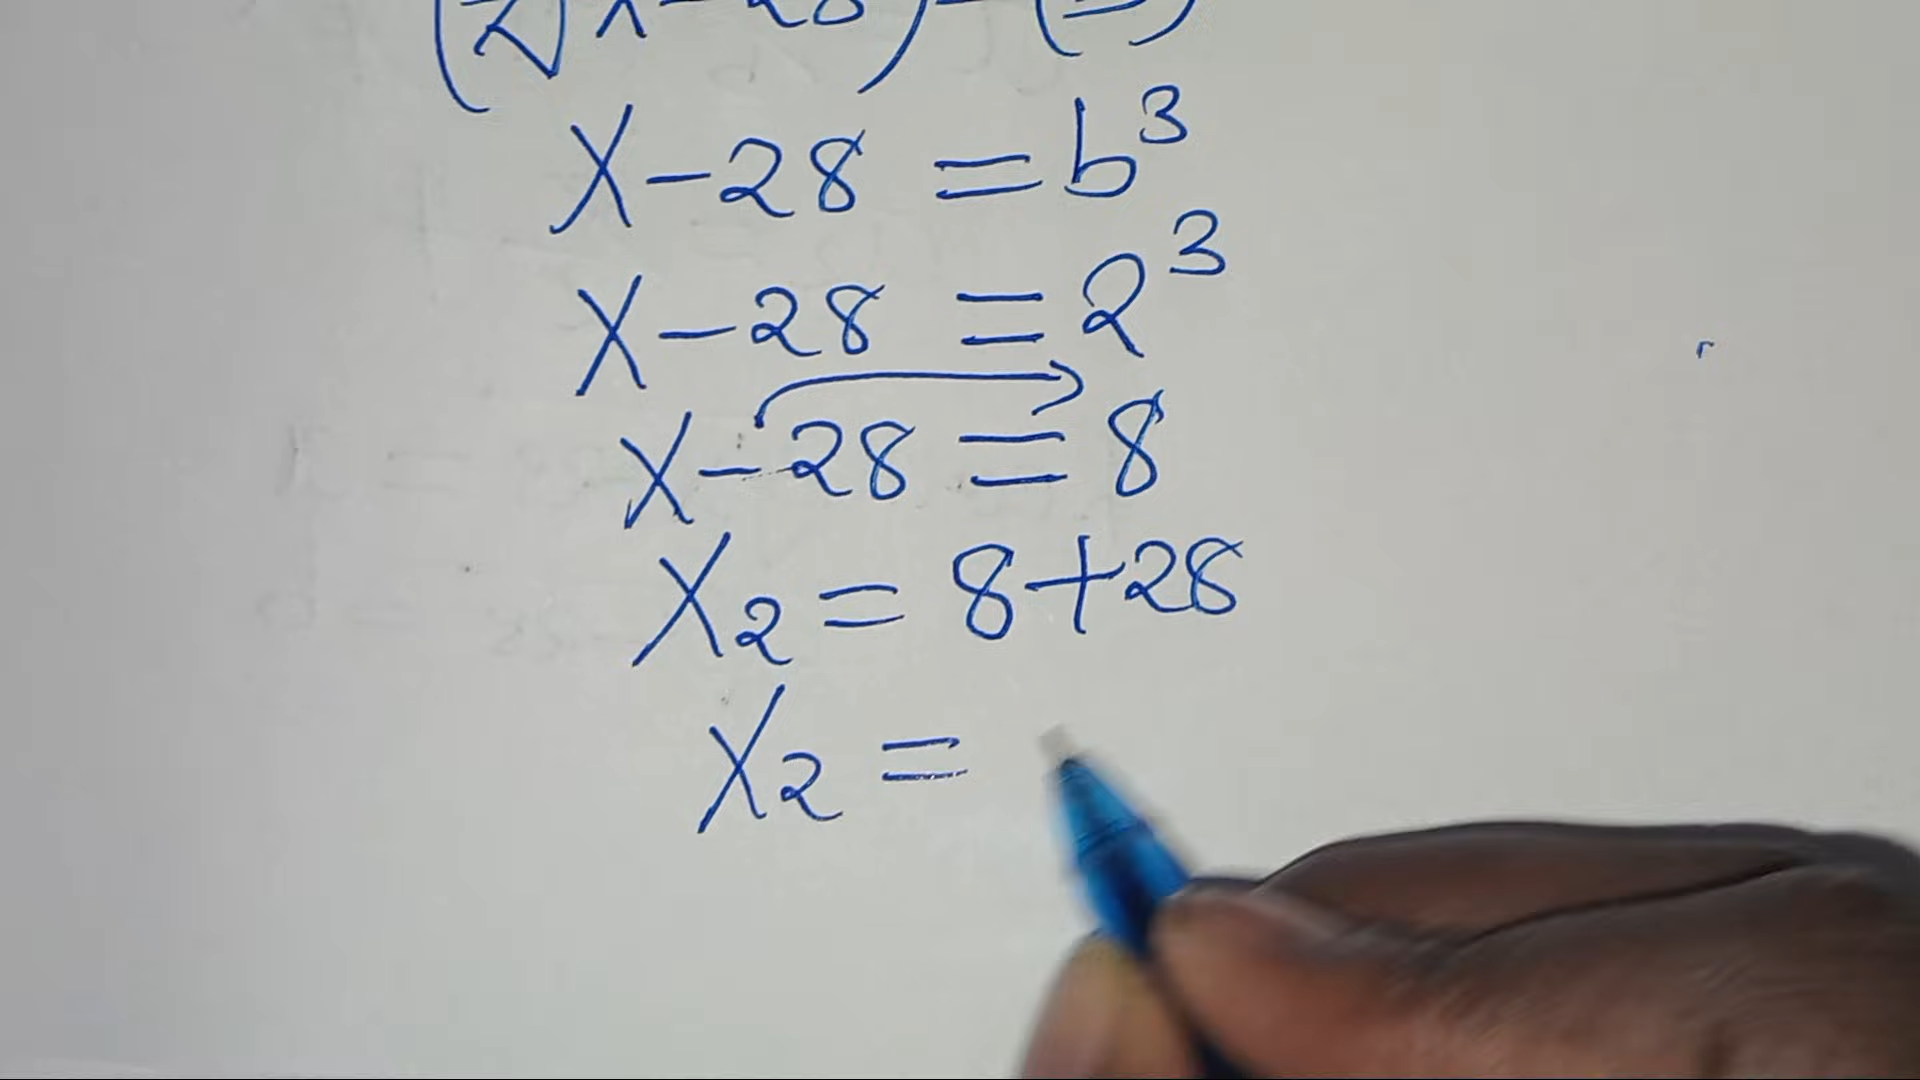 X-28 = b³
X-28 = 2³
X-28 = 8
X₂ = 8+28
X₂ =